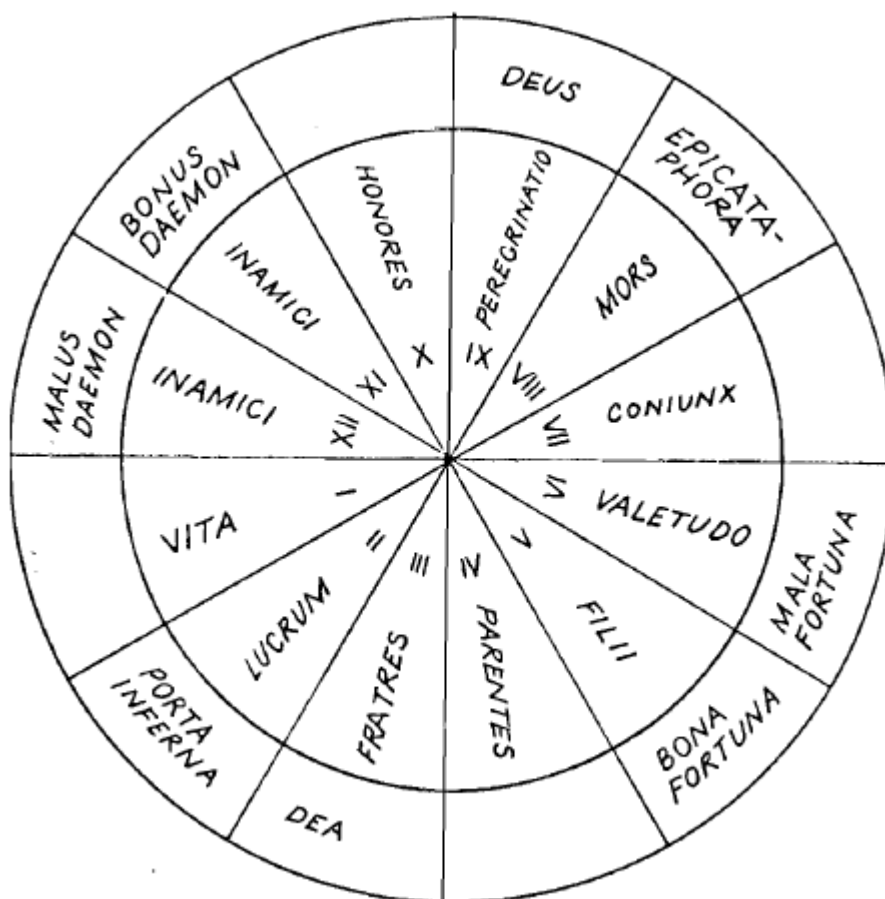 DEUS
EPICATA-
PHORA
BONUS
DAEMON
MALUS
DAEMON
PORTA
INFERNA
DEA
BONA
FORTUNA
MALA
FORTUNA
HONORES
X
PEREGRINATIO
IX
MORS
VIII
CONIUNX
VII
VALETUDO
VI
FILII
V
PARENTES
IV
FRATRES
III
LUCRUM
II
VITA
I
INAMICI
XII
INAMICI
XI